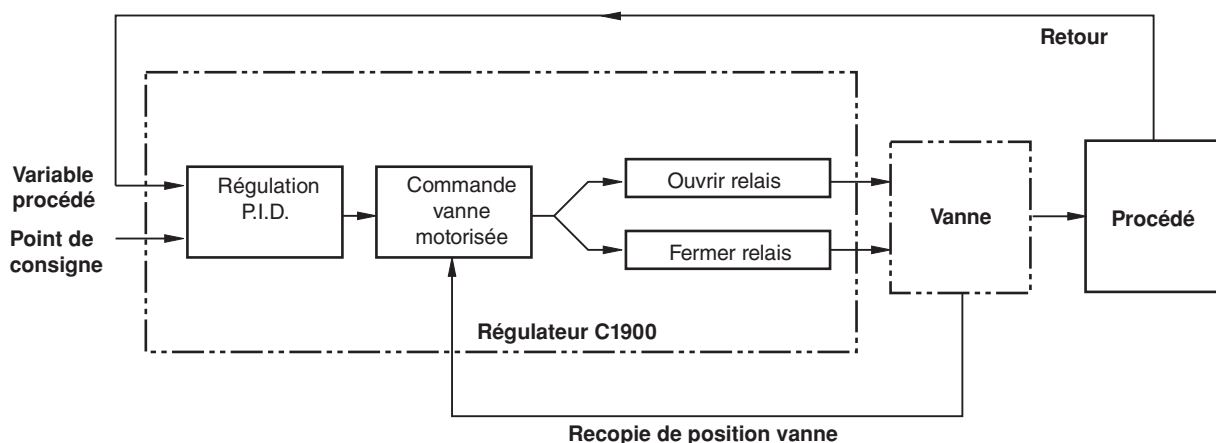 Retour
Variable
procédé
Point de
consigne
Régulation
P.I.D.
Commande
vanne
motorisée
Ouvrir relais
Fermer relais
Vanne
Procédé
Régulateur C1900
Recopie de position vanne